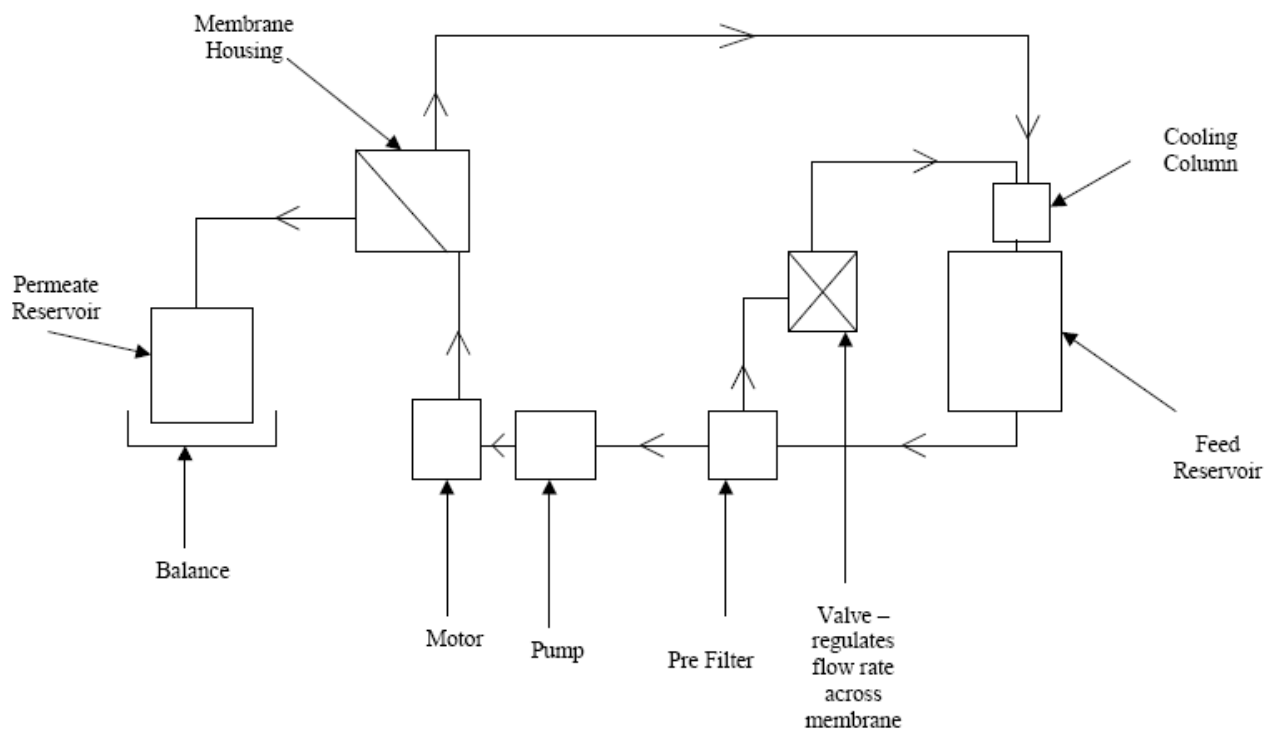 Membrane
Housing
Cooling
Column
Permeate
Reservoir
Feed
Reservoir
Balance
Motor
Pump
Pre Filter
Valve –
regulates
flow rate
across
membrane